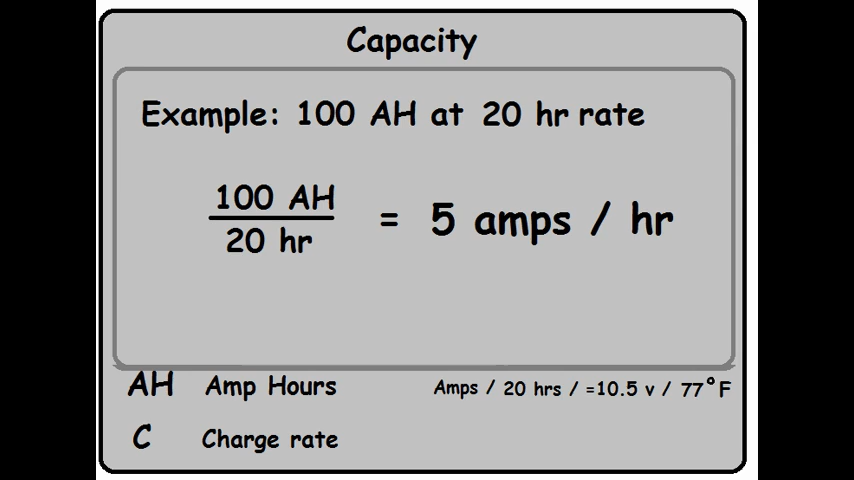 Capacity
Example: 100 AH at 20 hr rate
100 AH
20 hr
= 5 amps / hr
AH Amp Hours Amps / 20 hrs / =10.5 v / 77°F
C Charge rate